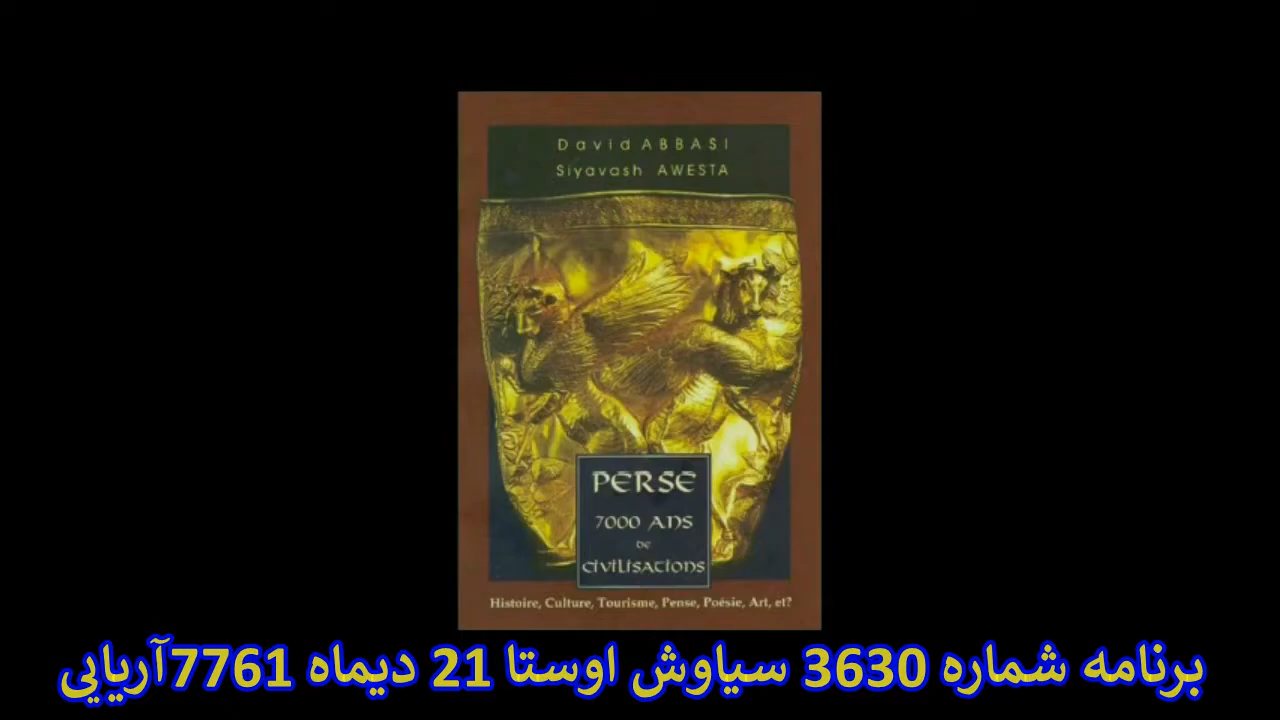 David ABBASI
Siyavash AWESTA
PERSE
7000 ANS
DE
CIVILISATIONS
Histoire, Culture, Tourisme, Pense, Poésie, Art, et?
برنامه شماره 3630 سیاوش اوستا 21 دیماه 7761آریایی